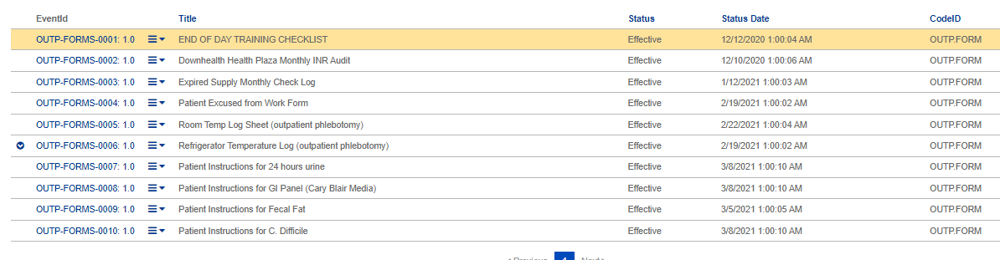 EventId Title Status Status Date CodeID
OUTP-FORMS-0001: 1.0 END OF DAY TRAINING CHECKLIST Effective 12/12/2020 1:00:04 AM OUTP.FORM
OUTP-FORMS-0002: 1.0 Downhealth Health Plaza Monthly INR Audit Effective 12/10/2020 1:00:06 AM OUTP.FORM
OUTP-FORMS-0003: 1.0 Expired Supply Monthly Check Log Effective 1/12/2021 1:00:03 AM OUTP.FORM
OUTP-FORMS-0004: 1.0 Patient Excused from Work Form Effective 2/19/2021 1:00:02 AM OUTP.FORM
OUTP-FORMS-0005: 1.0 Room Temp Log Sheet (outpatient phlebotomy) Effective 2/22/2021 1:00:04 AM OUTP.FORM
OUTP-FORMS-0006: 1.0 Refrigerator Temperature Log (outpatient phlebotomy) Effective 2/19/2021 1:00:02 AM OUTP.FORM
OUTP-FORMS-0007: 1.0 Patient Instructions for 24 hours urine Effective 3/8/2021 1:00:10 AM OUTP.FORM
OUTP-FORMS-0008: 1.0 Patient Instructions for GI Panel (Cary Blair Media) Effective 3/8/2021 1:00:10 AM OUTP.FORM
OUTP-FORMS-0009: 1.0 Patient Instructions for Fecal Fat Effective 3/5/2021 1:00:05 AM OUTP.FORM
OUTP-FORMS-0010: 1.0 Patient Instructions for C. Difficile Effective 3/8/2021 1:00:10 AM OUTP.FORM
Previous Next